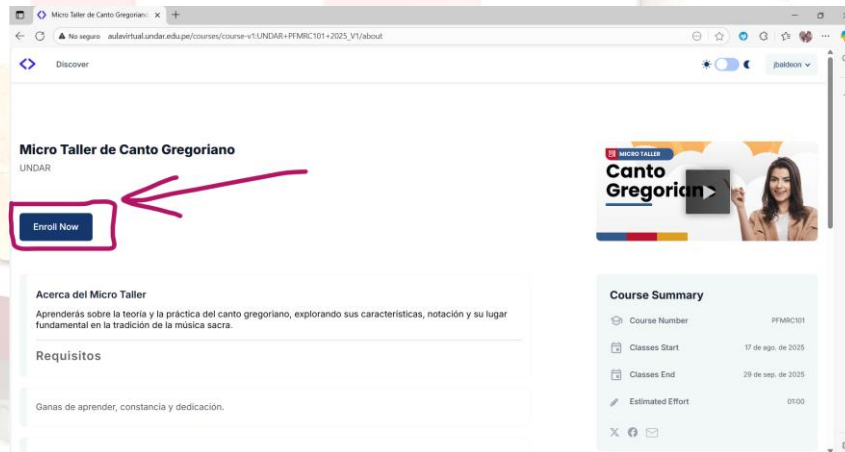 Micro Taller de Canto Gregoriano
No seguro aulavirtual.undar.edu.pe/courses/course-v1:UNDAR+PFMRC101+2025_V1/about
Discover
jbaldeon
Micro Taller de Canto Gregoriano
UNDAR
Enroll Now
MICRO TALLER
Canto
Gregoriano
Acerca del Micro Taller
Aprenderás sobre la teoría y la práctica del canto gregoriano, explorando sus características, notación y su lugar
fundamental en la tradición de la música sacra.
Requisitos
Ganas de aprender, constancia y dedicación.
Course Summary
Course Number PFMRC101
Classes Start 17 de ago. de 2025
Classes End 29 de sep. de 2025
Estimated Effort 01:00